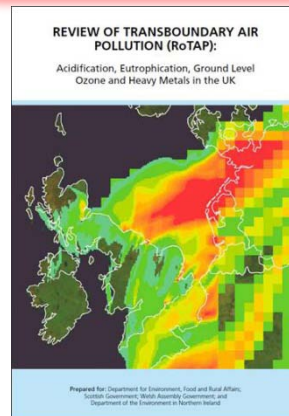 REVIEW OF TRANSBOUNDARY AIR
POLLUTION (RoTAP):
Acidification, Eutrophication, Ground Level
Ozone and Heavy Metals in the UK
Prepared for: Department for Environment, Food and Rural Affairs;
Scottish Government; Welsh Assembly Government; and
Department of the Environment in Northern Ireland